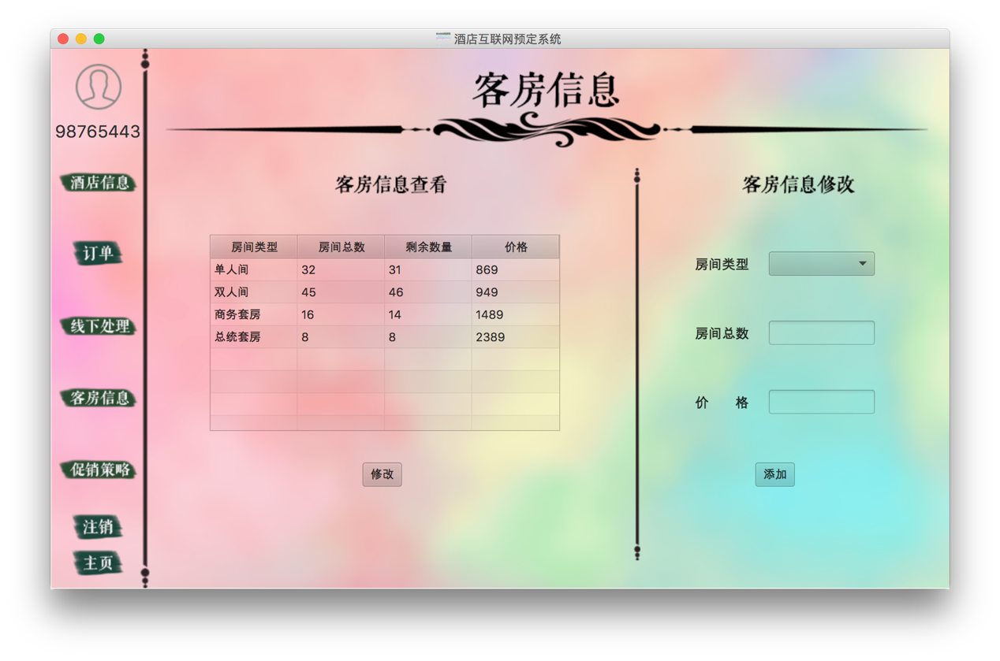 酒店互联网预定系统
98765443
酒店信息
订单
线下处理
客房信息
促销策略
注销
主页
客房信息
客房信息查看
房间类型 房间总数 剩余数量 价格
单人间 32 31 869
双人间 45 46 949
商务套房 16 14 1489
总统套房 8 8 2389
修改
客房信息修改
房间类型
房间总数
价 格
添加